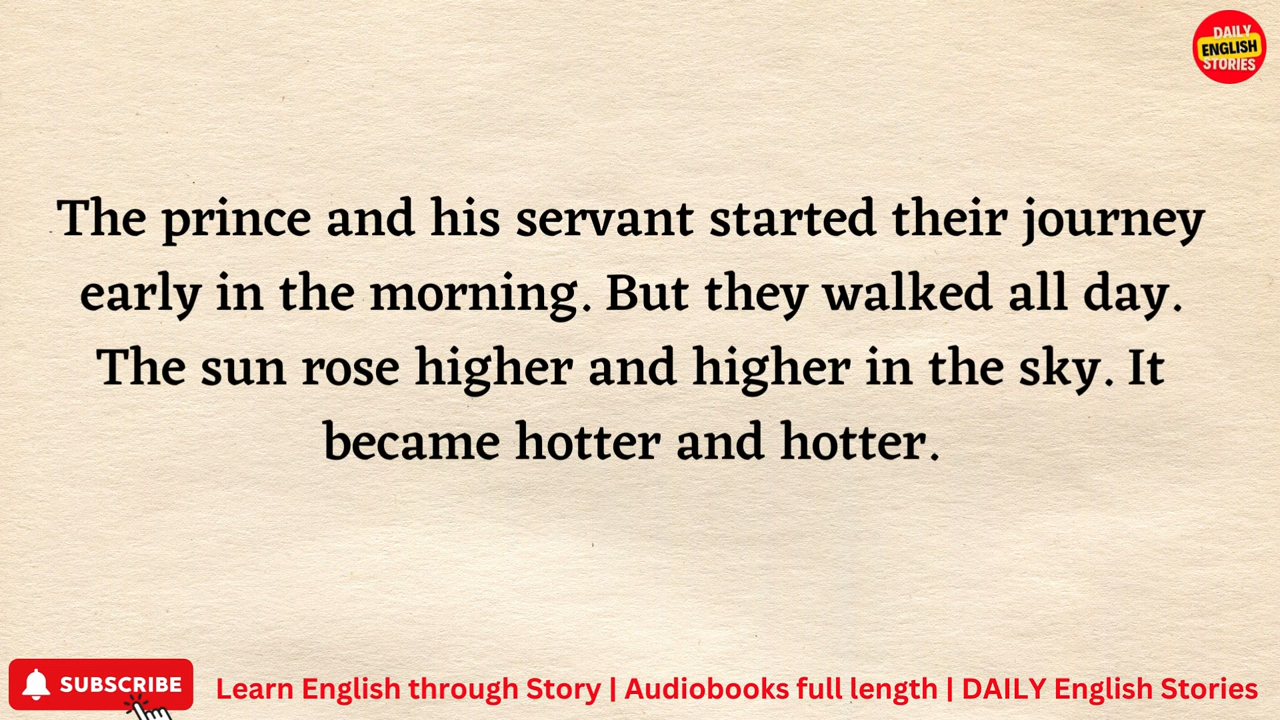 DAILY
ENGLISH
STORIES
The prince and his servant started their journey
early in the morning. But they walked all day.
The sun rose higher and higher in the sky. It
became hotter and hotter.
SUBSCRIBE
Learn English through Story | Audiobooks full length | DAILY English Stories